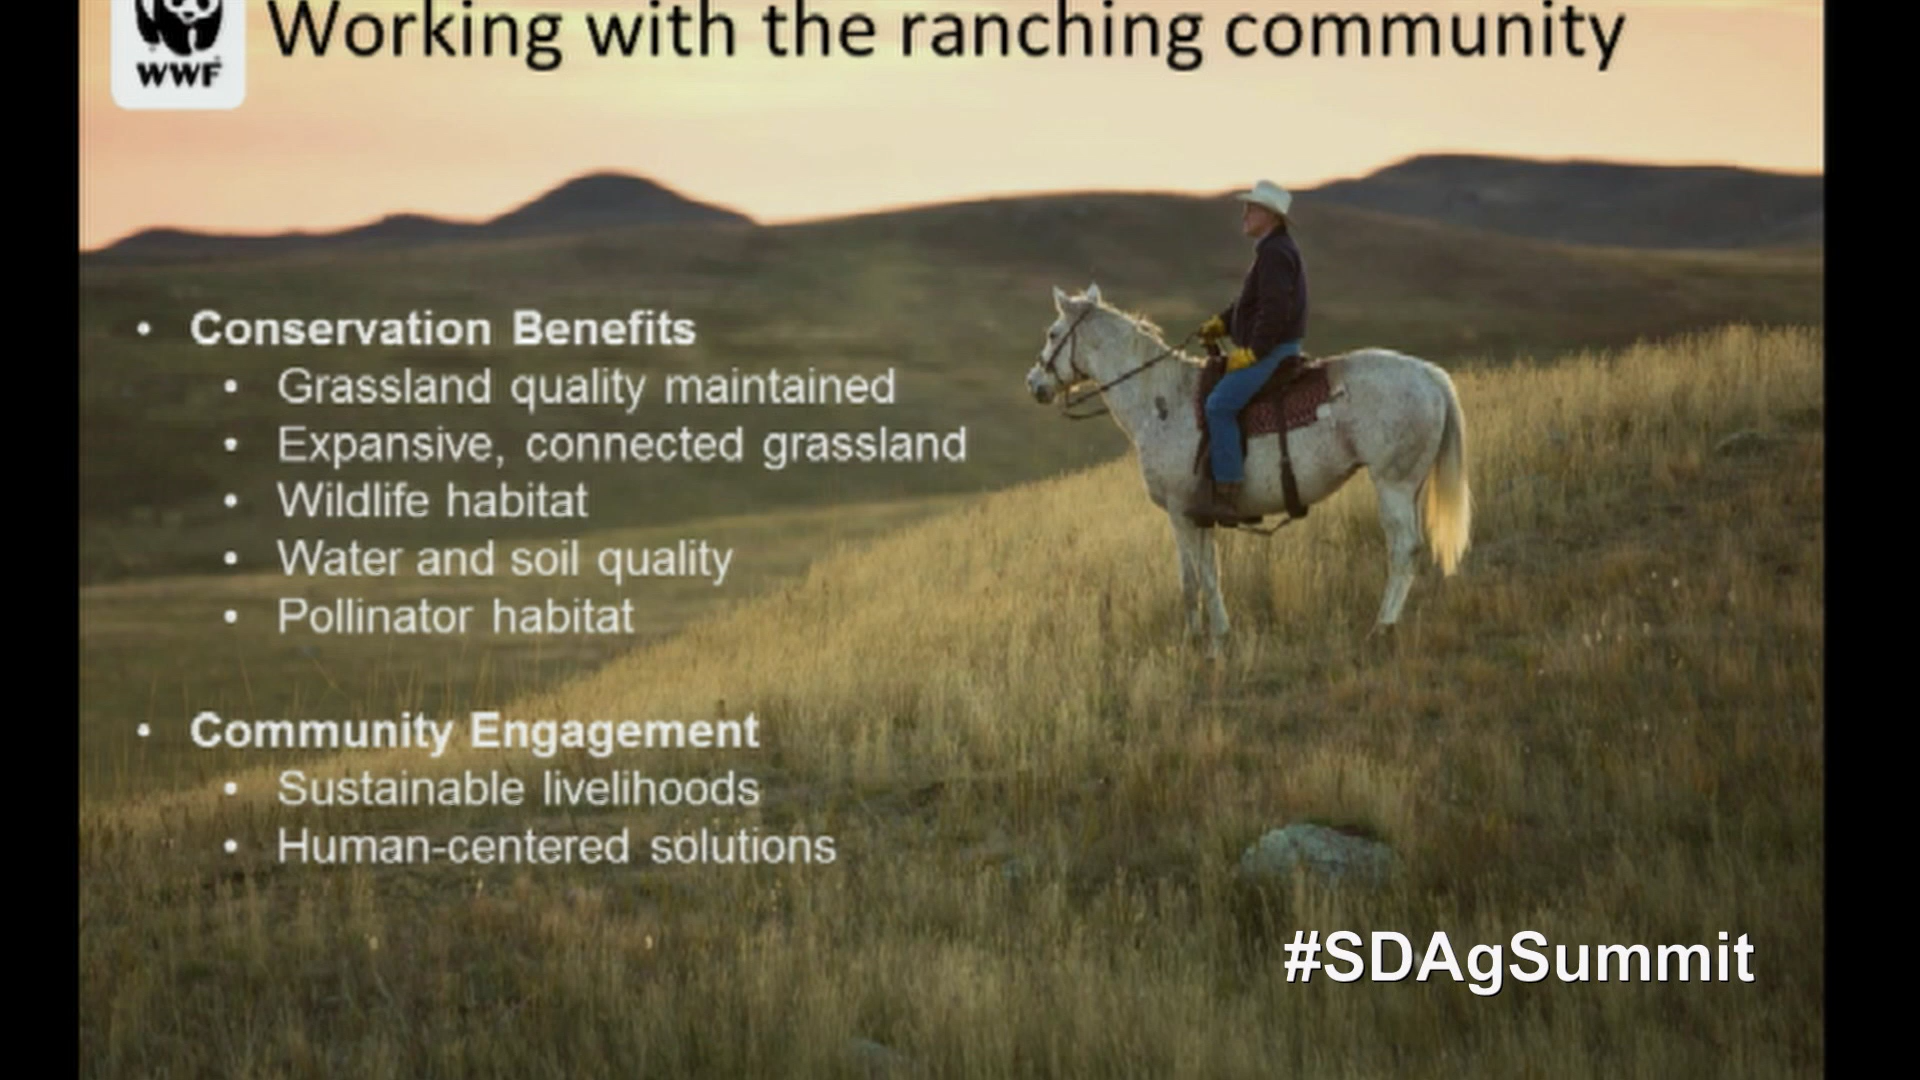 WWF
Working with the ranching community
• Conservation Benefits
• Grassland quality maintained
• Expansive, connected grassland
• Wildlife habitat
• Water and soil quality
• Pollinator habitat
• Community Engagement
• Sustainable livelihoods
• Human-centered solutions
#SDAgSummit